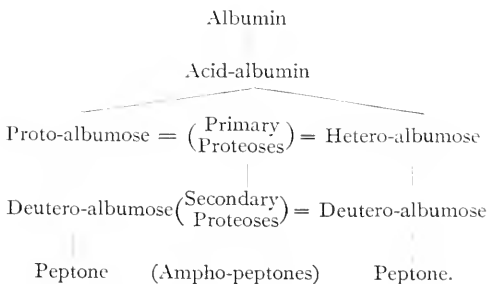 Albumin
Acid-albumin
Proto-albumose = (Primary Proteoses) = Hetero-albumose
Deutero-albumose (Secondary Proteoses) = Deutero-albumose
Peptone (Ampho-peptones) Peptone.